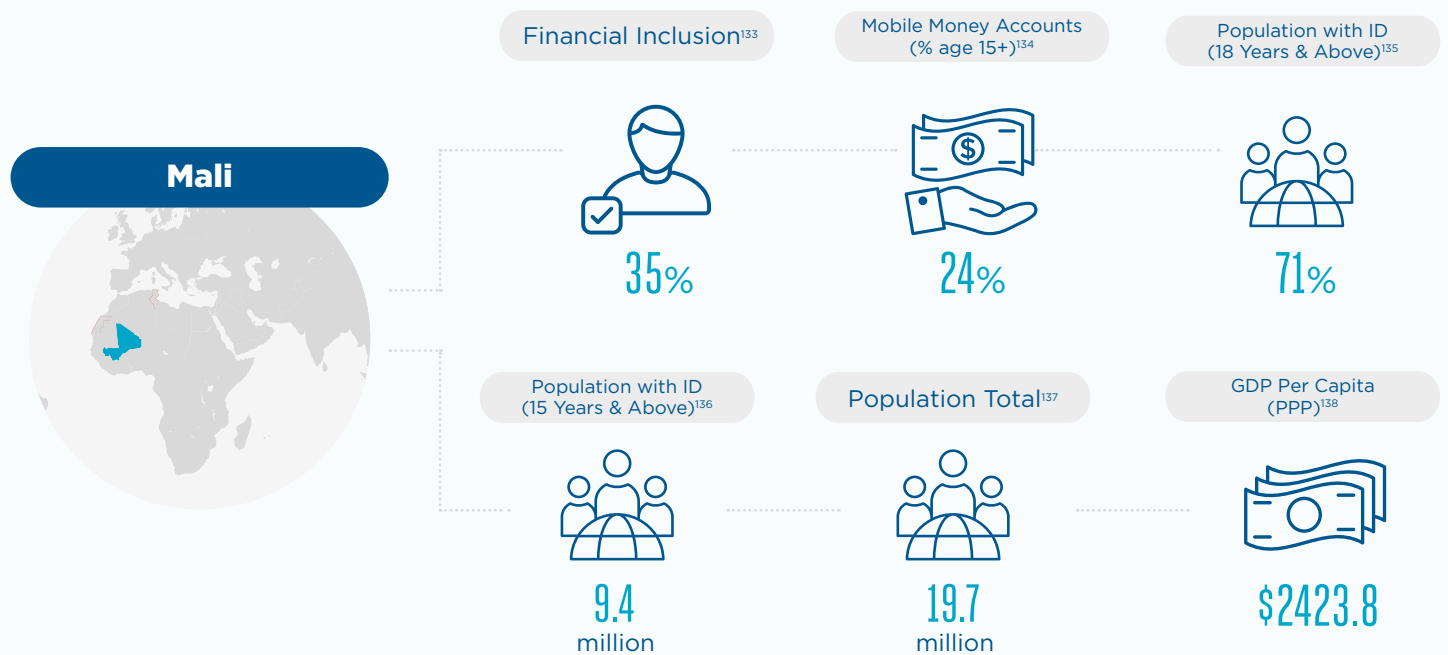 Mali
Financial Inclusion133
Mobile Money Accounts
(% age 15+)134
Population with ID
(18 Years & Above)135
$
35%
24%
71%
Population with ID
(15 Years & Above)136
Population Total137
GDP Per Capita
(PPP)138
9.4
million
19.7
million
$2423.8